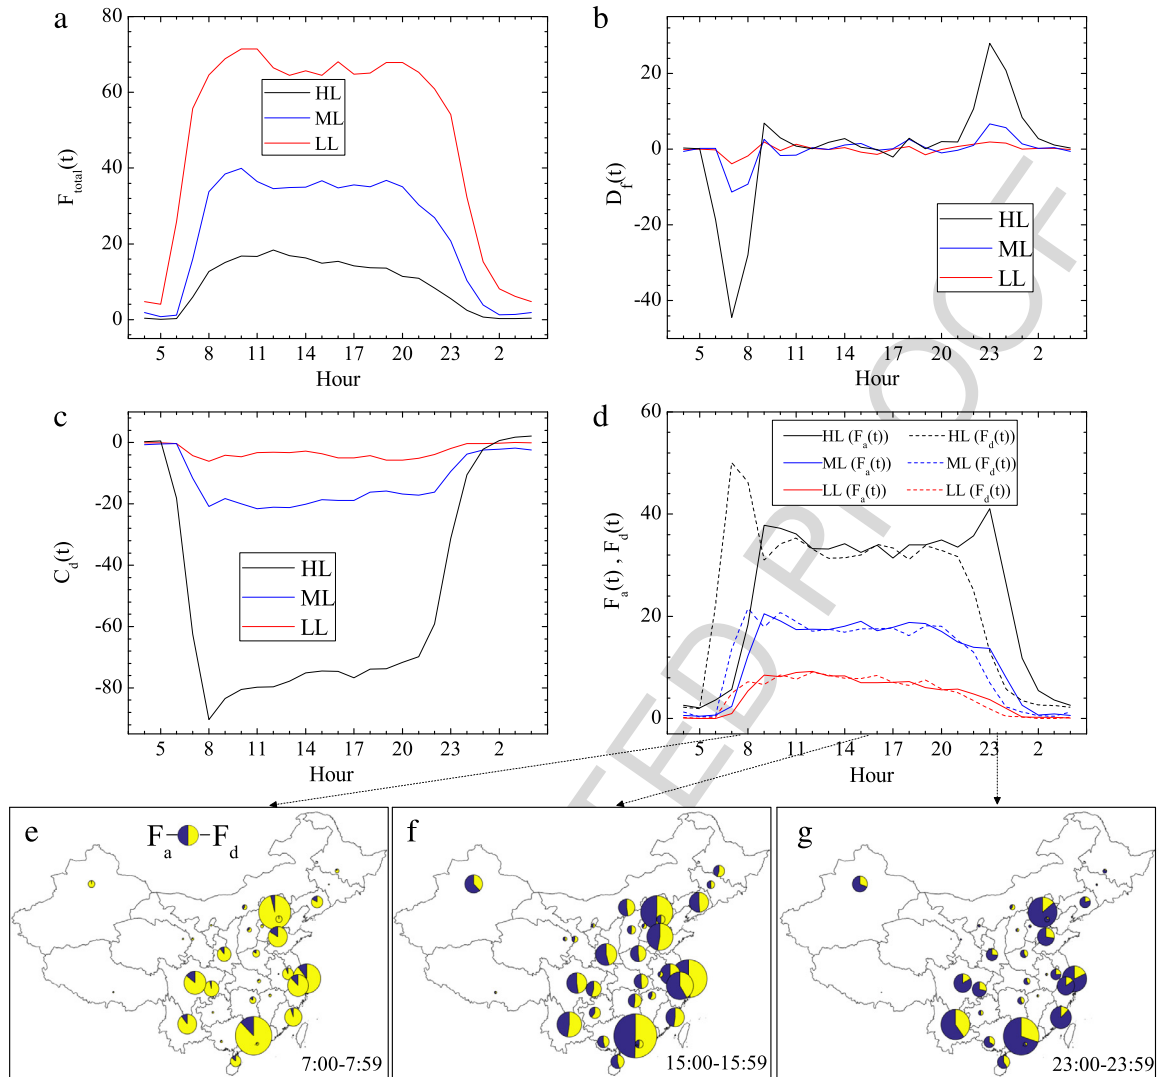 a
80
60
40
20
0
F_total(t)
HL
ML
LL
5 8 11 14 17 20 23 2
Hour
b
20
0
-20
-40
D_f(t)
HL
ML
LL
5 8 11 14 17 20 23 2
Hour
c
0
-20
-40
-60
-80
C_d(t)
HL
ML
LL
5 8 11 14 17 20 23 2
Hour
d
60
40
20
0
F_a(t) , F_d(t)
HL (F_a(t)) HL (F_d(t))
ML (F_a(t)) ML (F_d(t))
LL (F_a(t)) LL (F_d(t))
5 8 11 14 17 20 23 2
Hour
TED PROOF
e
F_a F_d
7:00-7:59
f
15:00-15:59
g
23:00-23:59